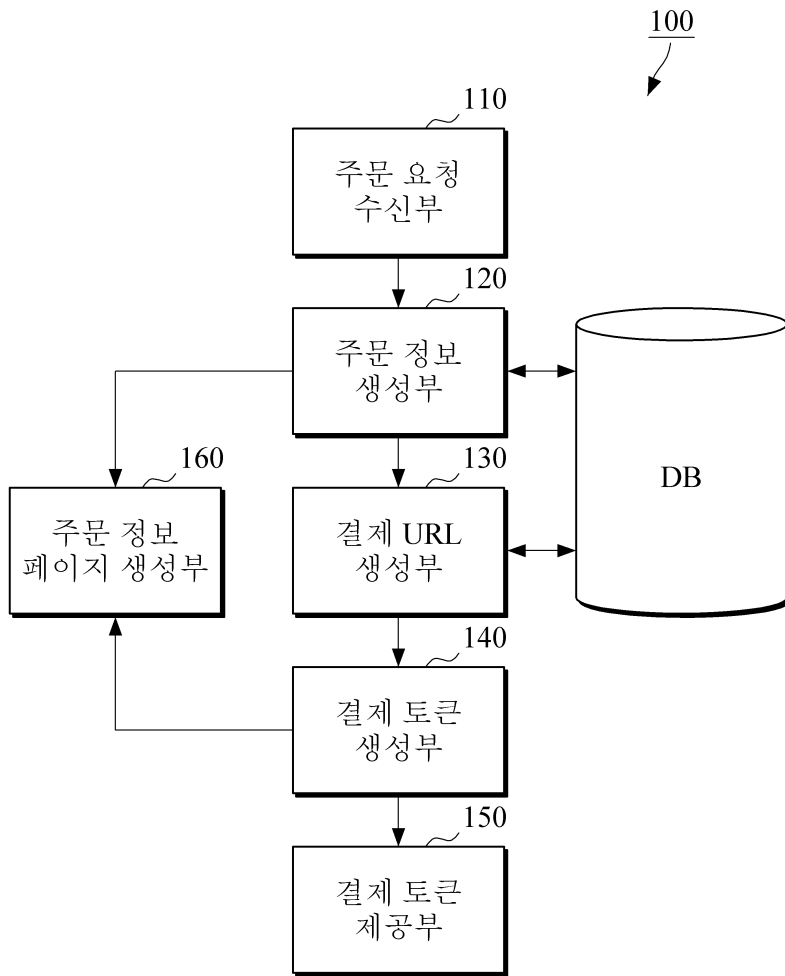 100
110
주문 요청
수신부
120
주문 정보
생성부
160
주문 정보
페이지 생성부
130
결제 URL
생성부
DB
140
결제 토큰
생성부
150
결제 토큰
제공부